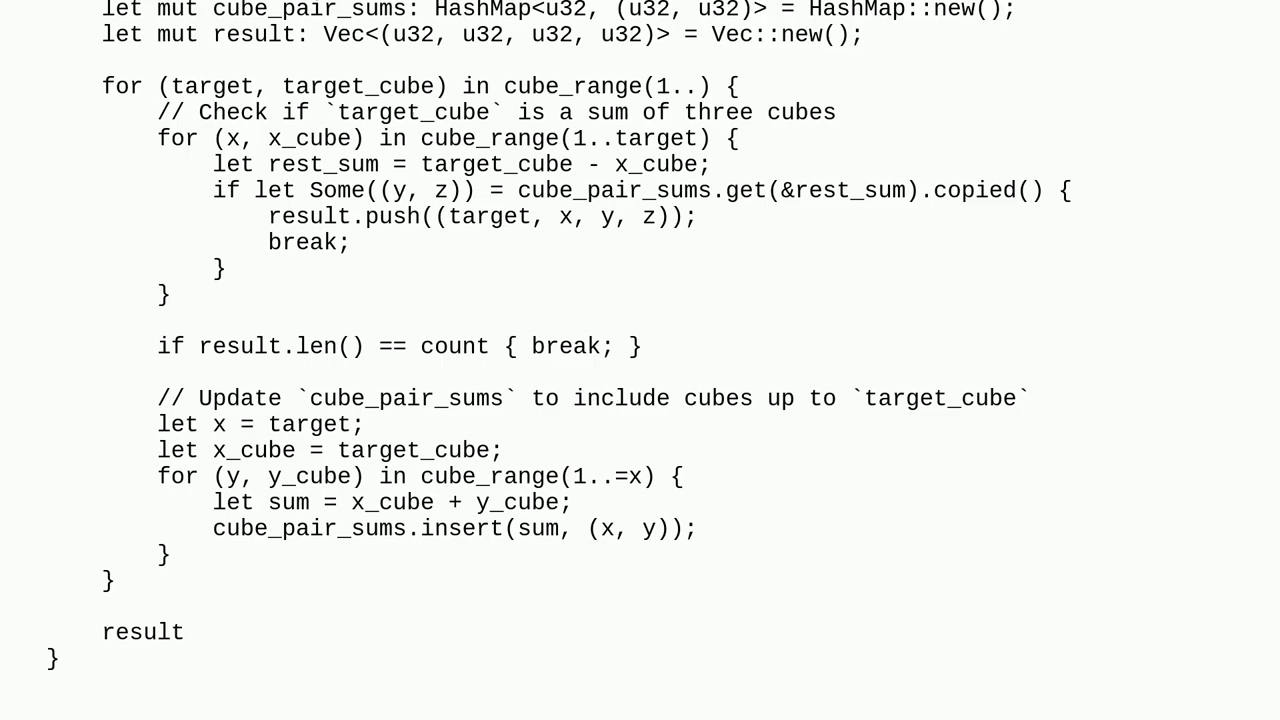 let mut cube_pair_sums: HashMap<u32, (u32, u32)> = HashMap::new();
let mut result: Vec<(u32, u32, u32, u32)> = Vec::new();
for (target, target_cube) in cube_range(1..) {
// Check if `target_cube` is a sum of three cubes
for (x, x_cube) in cube_range(1..target) {
let rest_sum = target_cube - x_cube;
if let Some((y, z)) = cube_pair_sums.get(&rest_sum).copied() {
result.push((target, x, y, z));
break;
}
}
if result.len() == count { break; }
// Update `cube_pair_sums` to include cubes up to `target_cube`
let x = target;
let x_cube = target_cube;
for (y, y_cube) in cube_range(1..=x) {
let sum = x_cube + y_cube;
cube_pair_sums.insert(sum, (x, y));
}
}
result
}